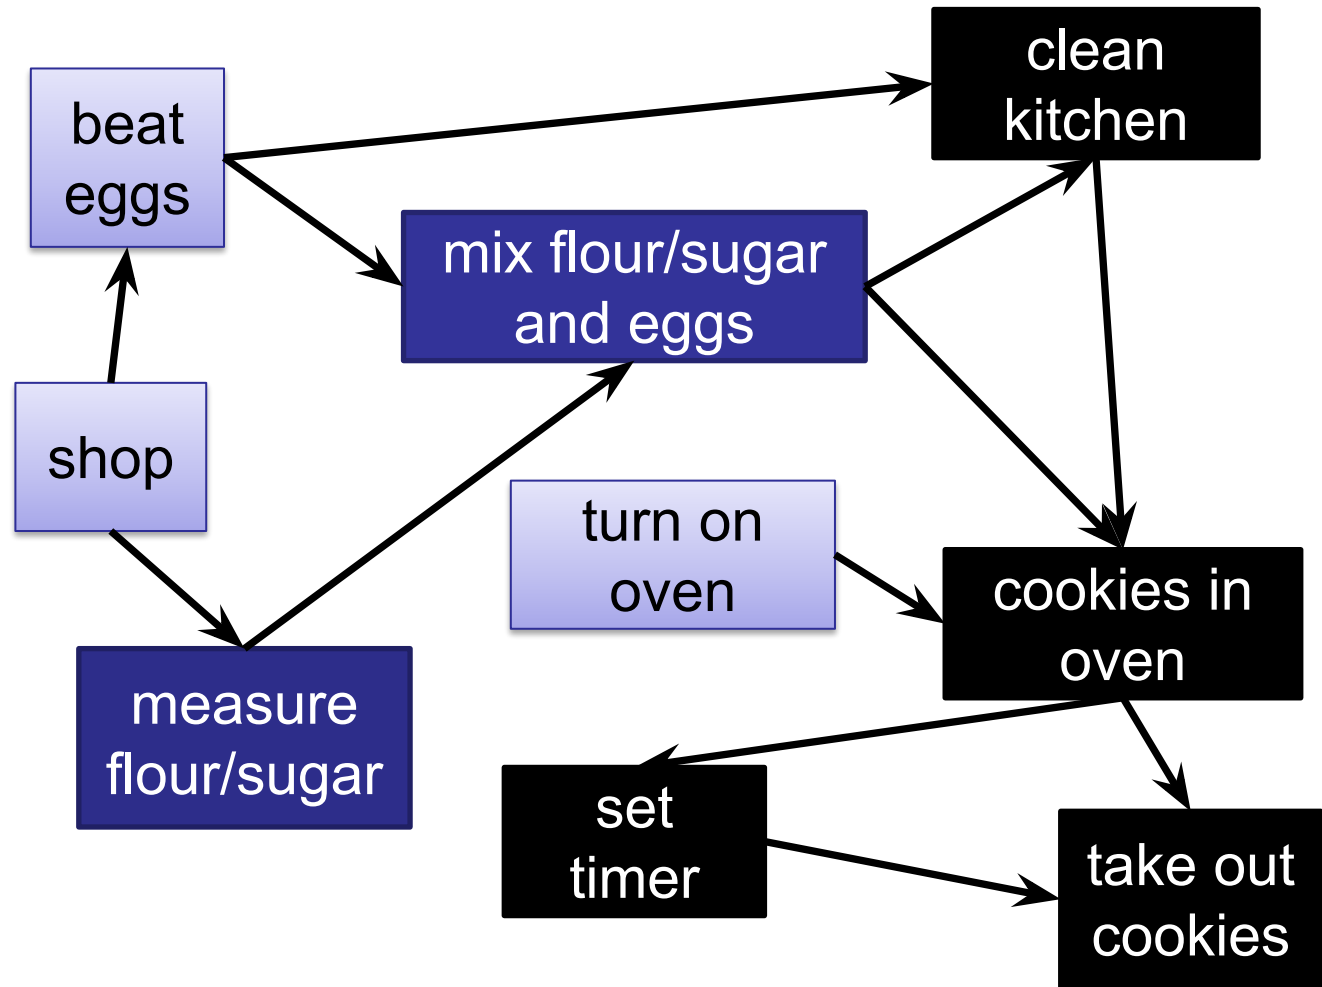 clean
kitchen
beat
eggs
mix flour/sugar
and eggs
shop
turn on
oven
cookies in
oven
measure
flour/sugar
set
timer
take out
cookies